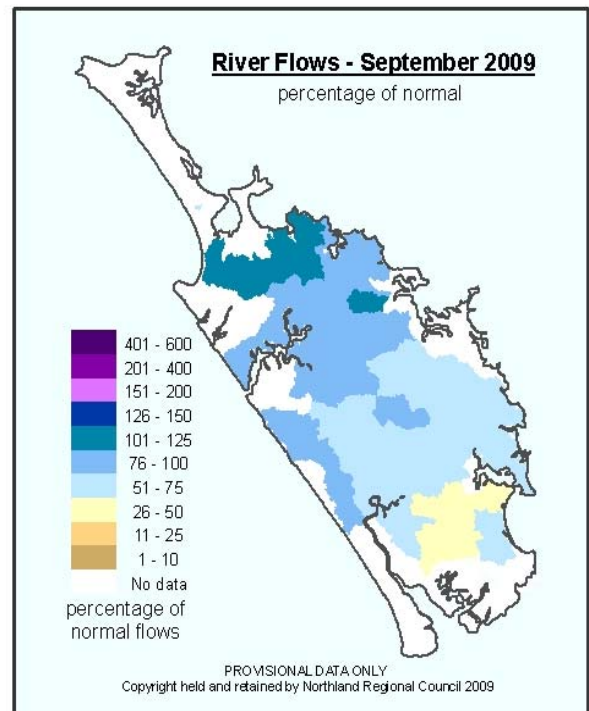 River Flows - September 2009
percentage of normal
401 - 600
201 - 400
151 - 200
126 - 150
101 - 125
76 - 100
51 - 75
26 - 50
11 - 25
1 - 10
No data
percentage of
normal flows
PROVISIONAL DATA ONLY
Copyright held and retained by Northland Regional Council 2009